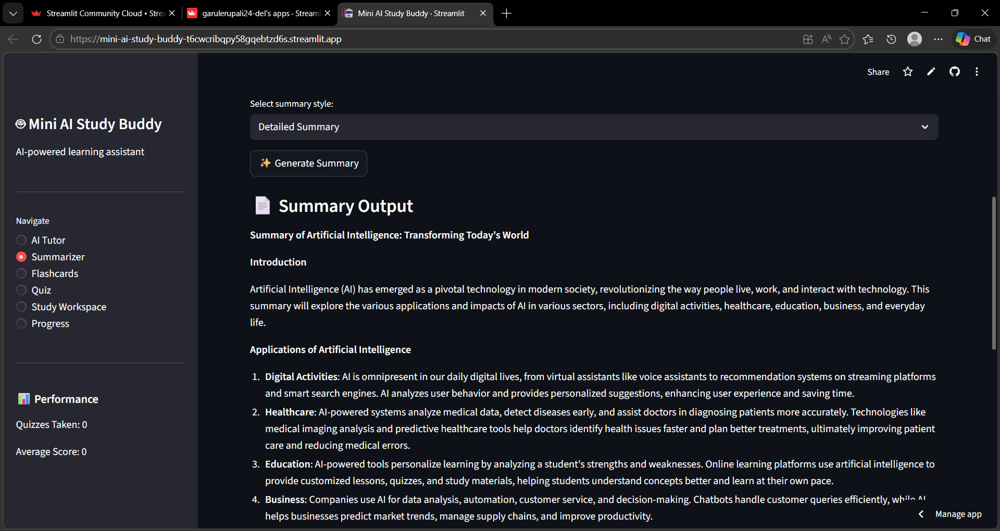 Streamlit Community Cloud • Strea
garulerupali24-del's apps · Streaml
Mini AI Study Buddy · Streamlit
https://mini-ai-study-buddy-t6cwcribqpy58gqebtzd6s.streamlit.app
Chat
Share
Mini AI Study Buddy
AI-powered learning assistant
Navigate
AI Tutor
Summarizer
Flashcards
Quiz
Study Workspace
Progress
Performance
Quizzes Taken: 0
Average Score: 0
Select summary style:
Detailed Summary
Generate Summary
Summary Output
Summary of Artificial Intelligence: Transforming Today's World
Introduction
Artificial Intelligence (AI) has emerged as a pivotal technology in modern society, revolutionizing the way people live, work, and interact with technology. This
summary will explore the various applications and impacts of AI in various sectors, including digital activities, healthcare, education, business, and everyday
life.
Applications of Artificial Intelligence
1. Digital Activities: AI is omnipresent in our daily digital lives, from virtual assistants like voice assistants to recommendation systems on streaming platforms
and smart search engines. AI analyzes user behavior and provides personalized suggestions, enhancing user experience and saving time.
2. Healthcare: AI-powered systems analyze medical data, detect diseases early, and assist doctors in diagnosing patients more accurately. Technologies like
medical imaging analysis and predictive healthcare tools help doctors identify health issues faster and plan better treatments, ultimately improving patient
care and reducing medical errors.
3. Education: AI-powered tools personalize learning by analyzing a student's strengths and weaknesses. Online learning platforms use artificial intelligence to
provide customized lessons, quizzes, and study materials, helping students understand concepts better and learn at their own pace.
4. Business: Companies use AI for data analysis, automation, customer service, and decision-making. Chatbots handle customer queries efficiently, while AI
helps businesses predict market trends, manage supply chains, and improve productivity.
Manage app